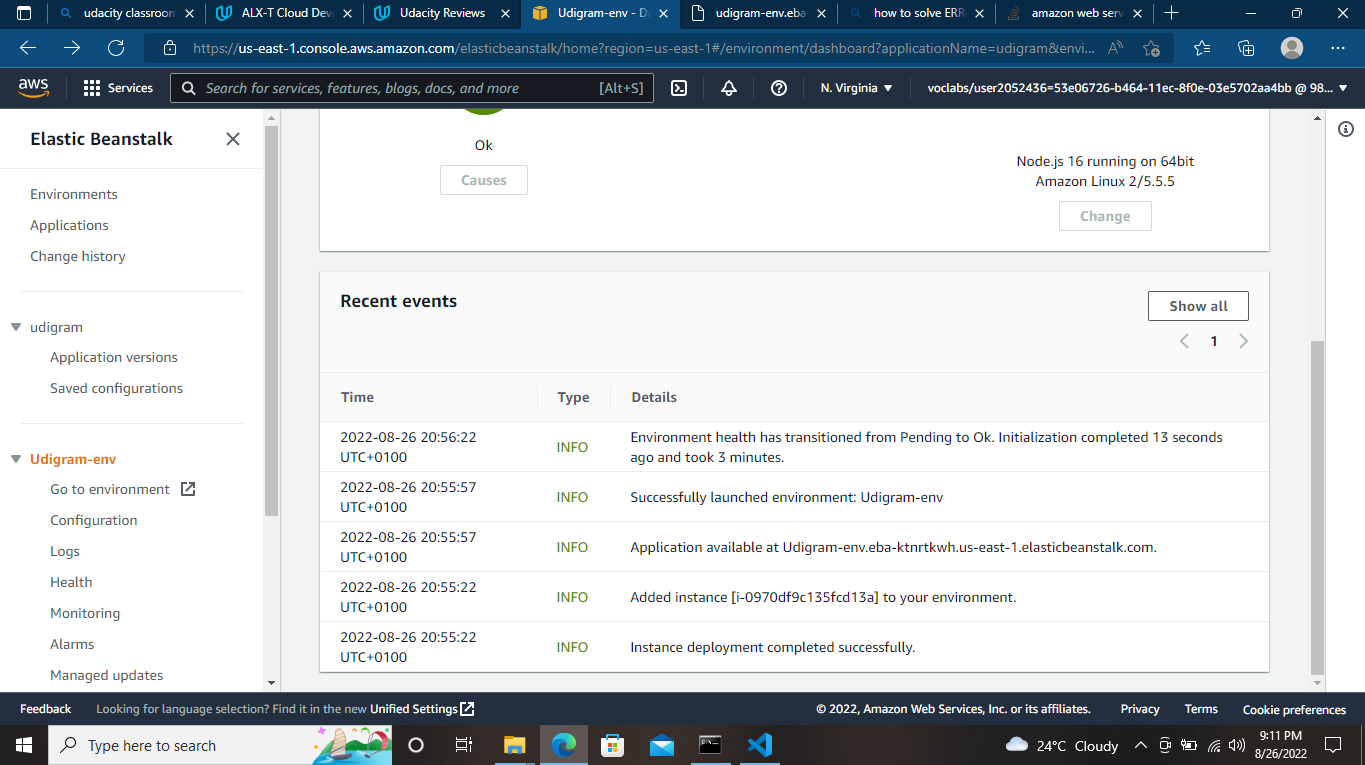 udacity classroom
ALX-T Cloud Dev
Udacity Reviews
Udigram-env - Da
udigram-env.eba
how to solve ERR
amazon web serv
https://us-east-1.console.aws.amazon.com/elasticbeanstalk/home?region=us-east-1#/environment/dashboard?applicationName=udigram&envi...
aws
Services
Search for services, features, blogs, docs, and more
[Alt+S]
N. Virginia
voclabs/user2052436=53e06726-b464-11ec-8f0e-03e5702aa4bb @ 98...
Elastic Beanstalk
Environments
Applications
Change history
udigram
Application versions
Saved configurations
Udigram-env
Go to environment
Configuration
Logs
Health
Monitoring
Alarms
Managed updates
Ok
Causes
Node.js 16 running on 64bit
Amazon Linux 2/5.5.5
Change
Recent events
Show all
1
Time Type Details
2022-08-26 20:56:22
UTC+0100
INFO
Environment health has transitioned from Pending to Ok. Initialization completed 13 seconds
ago and took 3 minutes.
2022-08-26 20:55:57
UTC+0100
INFO
Successfully launched environment: Udigram-env
2022-08-26 20:55:57
UTC+0100
INFO
Application available at Udigram-env.eba-ktnrtkwh.us-east-1.elasticbeanstalk.com.
2022-08-26 20:55:22
UTC+0100
INFO
Added instance [i-0970df9c135fcd13a] to your environment.
2022-08-26 20:55:22
UTC+0100
INFO
Instance deployment completed successfully.
Feedback
Looking for language selection? Find it in the new Unified Settings
© 2022, Amazon Web Services, Inc. or its affiliates.
Privacy
Terms
Cookie preferences
Type here to search
24°C Cloudy
9:11 PM
8/26/2022